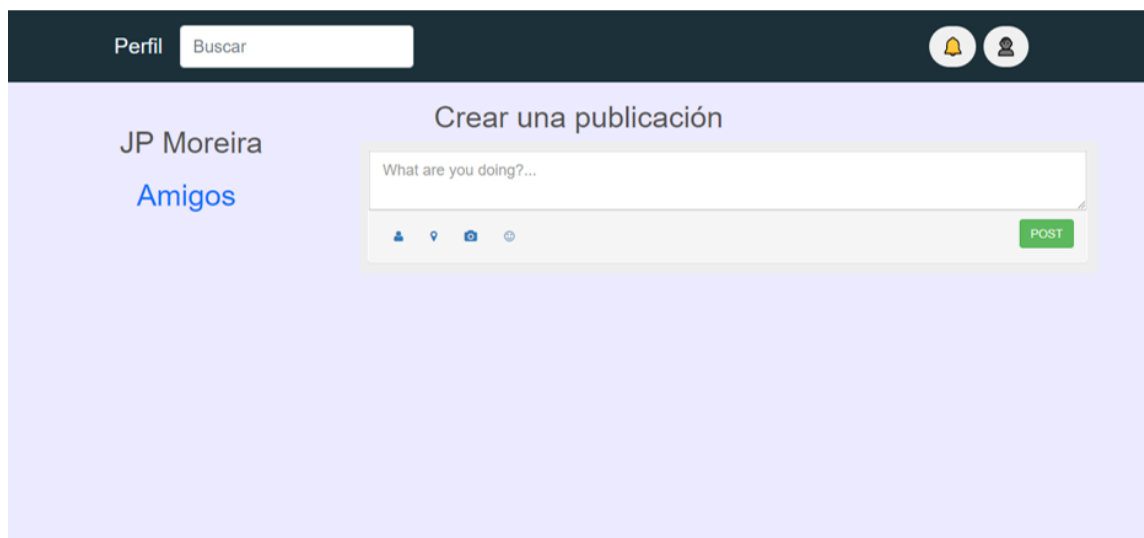 Perfil Buscar
Crear una publicación
JP Moreira
Amigos
What are you doing?...
POST